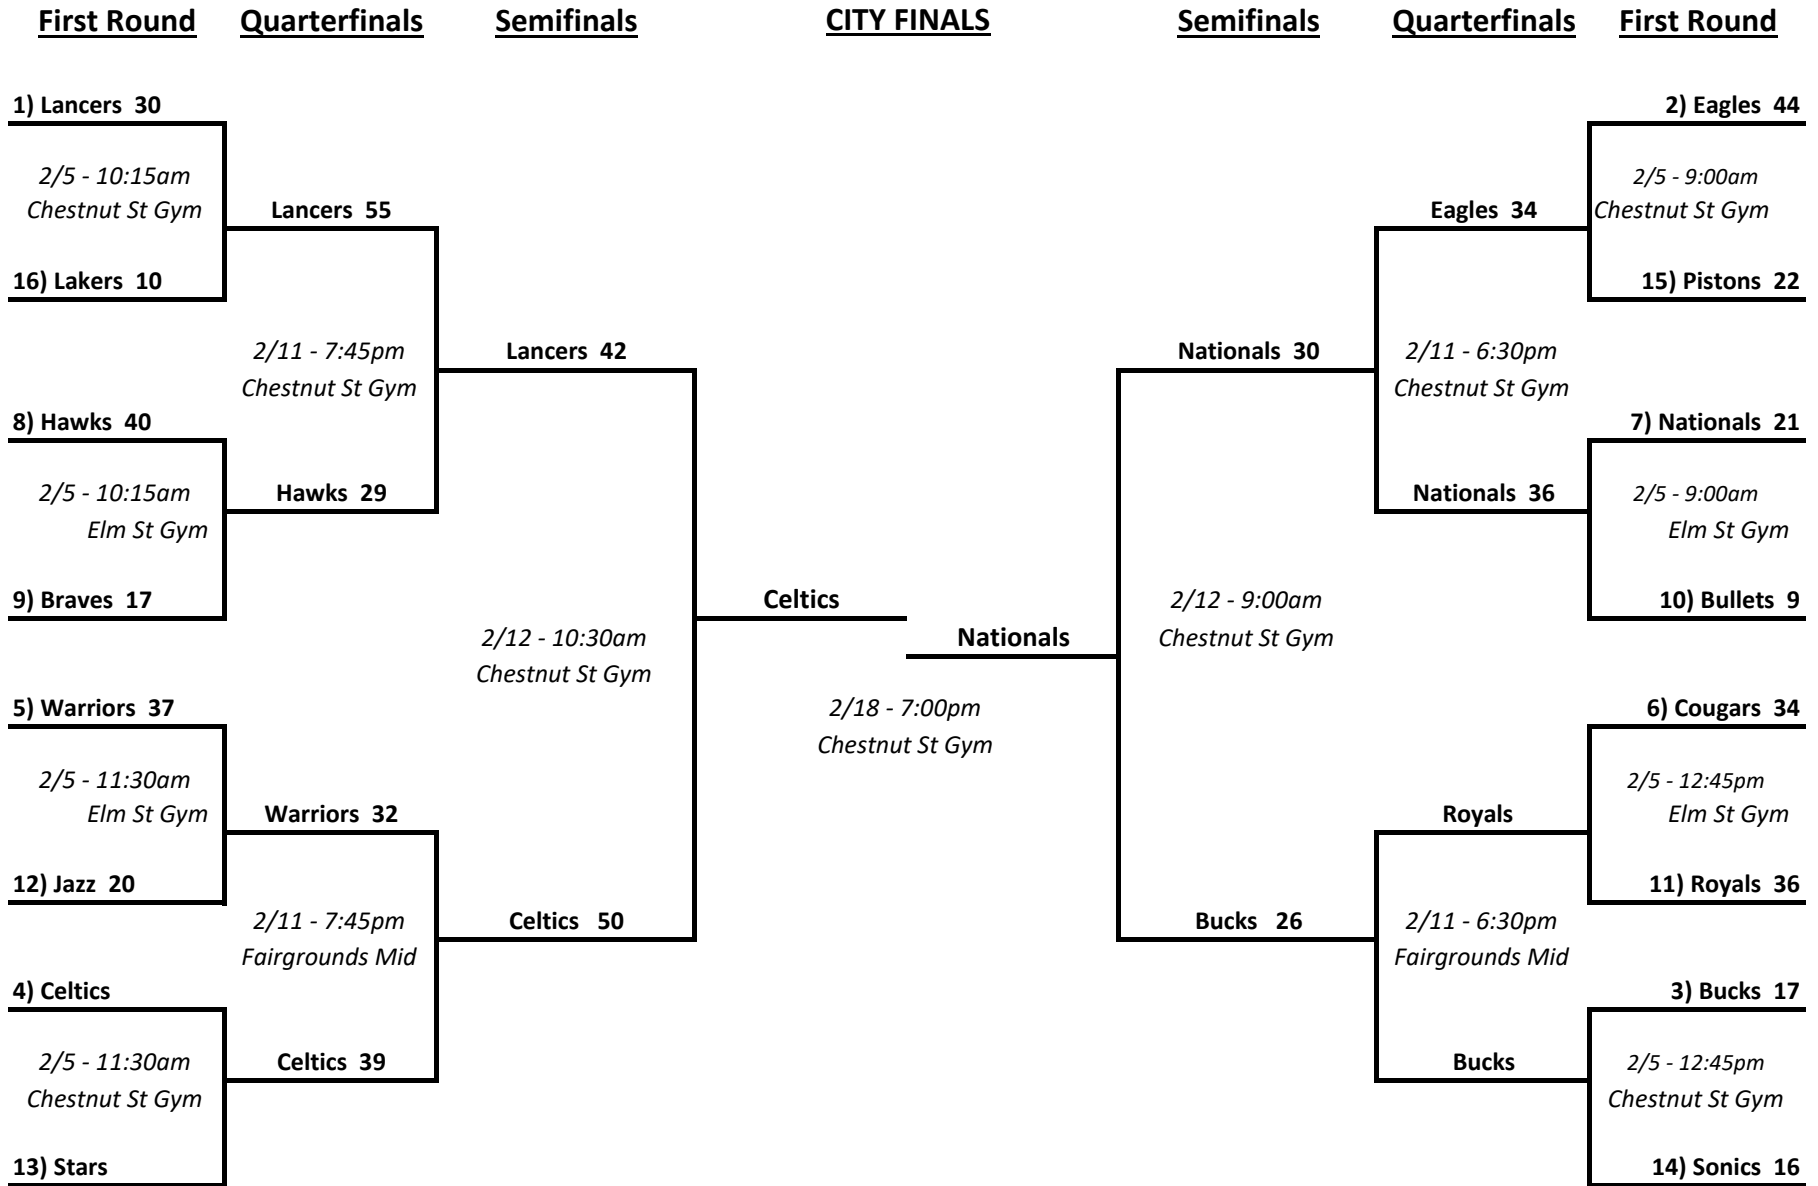 First Round Quarterfinals Semifinals CITY FINALS Semifinals Quarterfinals First Round
1) Lancers 30
2) Eagles 44
2/5 - 10:15am
Chestnut St Gym
2/5 - 9:00am
Chestnut St Gym
Lancers 55
Eagles 34
16) Lakers 10
15) Pistons 22
2/11 - 7:45pm
Chestnut St Gym
Lancers 42
Nationals 30
2/11 - 6:30pm
Chestnut St Gym
8) Hawks 40
7) Nationals 21
2/5 - 10:15am
Elm St Gym
Hawks 29
Nationals 36
2/5 - 9:00am
Elm St Gym
9) Braves 17
10) Bullets 9
Celtics
Nationals
2/12 - 10:30am
Chestnut St Gym
2/12 - 9:00am
Chestnut St Gym
2/18 - 7:00pm
Chestnut St Gym
5) Warriors 37
6) Cougars 34
2/5 - 11:30am
Elm St Gym
2/5 - 12:45pm
Elm St Gym
Warriors 32
Royals
12) Jazz 20
11) Royals 36
2/11 - 7:45pm
Fairgrounds Mid
Celtics 50
Bucks 26
2/11 - 6:30pm
Fairgrounds Mid
4) Celtics
3) Bucks 17
2/5 - 11:30am
Chestnut St Gym
Celtics 39
Bucks
2/5 - 12:45pm
Chestnut St Gym
13) Stars
14) Sonics 16